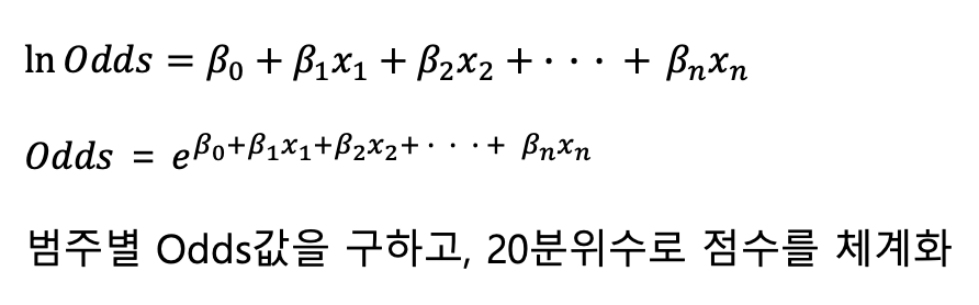 ln Odds = β₀ + β₁x₁ + β₂x₂ + · · · + βₙxₙ
Odds = e^(β₀+β₁x₁+β₂x₂+ · · · + βₙxₙ)
범주별 Odds값을 구하고, 20분위수로 점수를 체계화